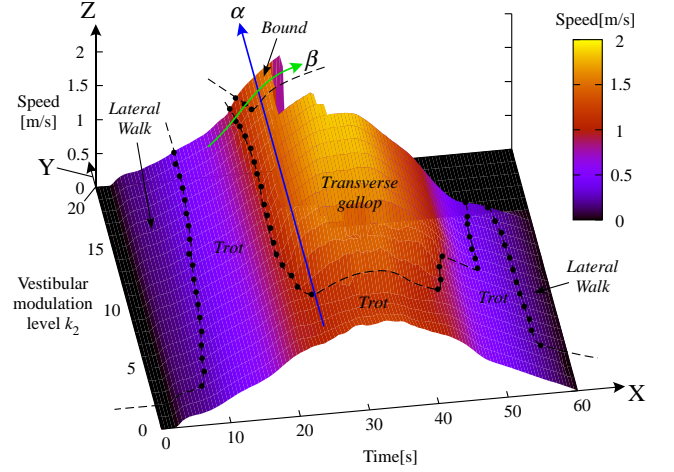 Z
α
Bound
β
Speed[m/s]
2
1.5
1
0.5
0
2
1.5
1
0.5
0
Speed
[m/s]
Y
Lateral
Walk
20
15
10
5
0
Vestibular
modulation
level k2
Trot
Transverse
gallop
Trot
Trot
Lateral
Walk
X
0
10
20
30
40
50
60
Time[s]